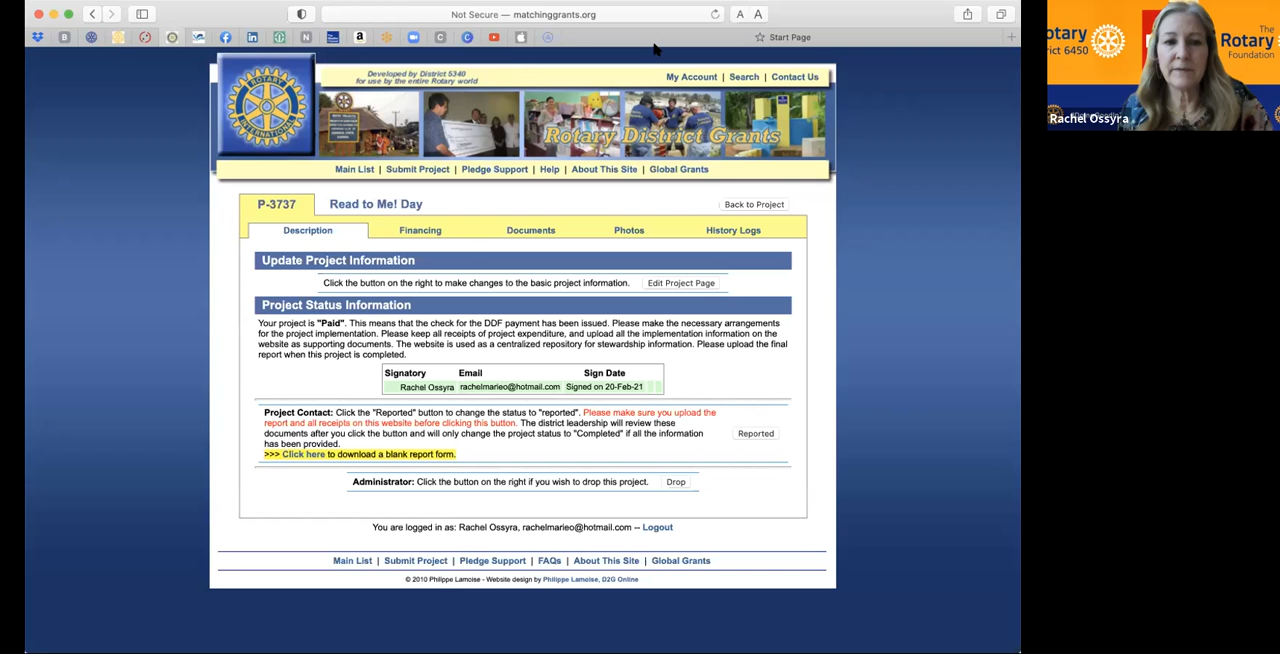 Not Secure — matchinggrants.org
A A
Start Page
Developed by District 5340
for use by the entire Rotary world
My Account | Search | Contact Us
ROTARY
INTERNATIONAL
Rotary District Grants
Main List | Submit Project | Pledge Support | Help | About This Site | Global Grants
P-3737 Read to Me! Day Back to Project
Description Financing Documents Photos History Logs
Update Project Information
Click the button on the right to make changes to the basic project information. Edit Project Page
Project Status Information
Your project is "Paid". This means that the check for the DDF payment has been issued. Please make the necessary arrangements
for the project implementation. Please keep all receipts of project expenditure, and upload all the implementation information on the
website as supporting documents. The website is used as a centralized repository for stewardship information. Please upload the final
report when this project is completed.
Signatory Email Sign Date
Rachel Ossyra rachelmarieo@hotmail.com Signed on 20-Feb-21
Project Contact: Click the "Reported" button to change the status to "reported". Please make sure you upload the
report and all receipts on this website before clicking this button. The district leadership will review these
documents after you click the button and will only change the project status to "Completed" if all the information
has been provided.
Reported
>>> Click here to download a blank report form.
Administrator: Click the button on the right if you wish to drop this project. Drop
You are logged in as: Rachel Ossyra, rachelmarieo@hotmail.com -- Logout
Main List | Submit Project | Pledge Support | FAQs | About This Site | Global Grants
© 2010 Philippe Lamoise - Website design by Philippe Lamoise, D2G Online
otary
rict 6450
The
Rotary
Foundation
Rachel Ossyra